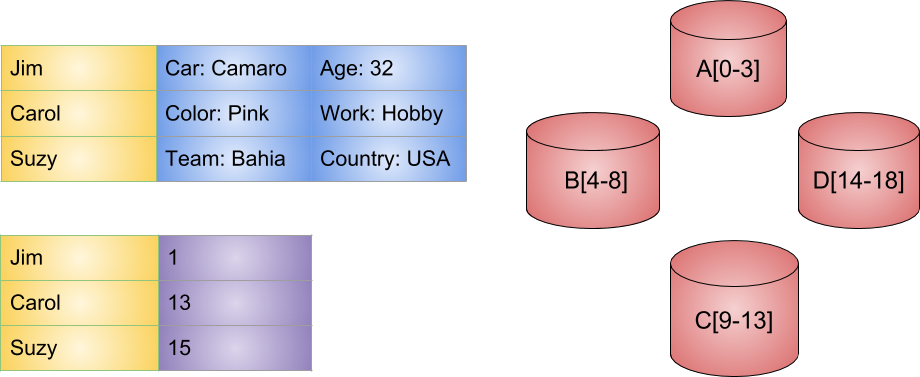 Jim Car: Camaro Age: 32
Carol Color: Pink Work: Hobby
Suzy Team: Bahia Country: USA
Jim 1
Carol 13
Suzy 15
A[0-3]
B[4-8]
D[14-18]
C[9-13]